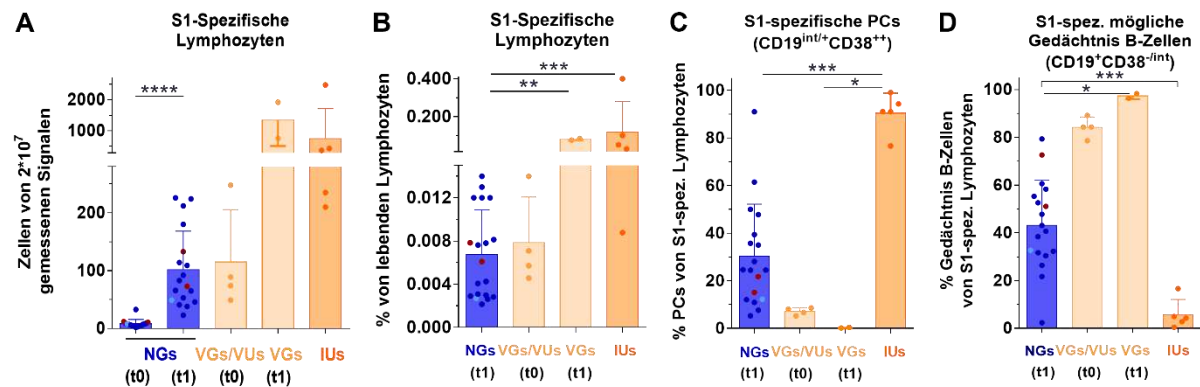 A
S1-Spezifische
Lymphozyten
Zellen von 2*10⁷
gemessenen Signalen
2000
1000
200
100
0
****
NGs
VGs/VUs
VGs
IUs
(t0)
(t1)
(t0)
(t1)
B
S1-Spezifische
Lymphozyten
% von lebenden Lymphozyten
0.400
0.200
0.012
0.008
0.004
0.000
***
**
NGs
VGs/VUs
VGs
IUs
(t1)
(t0)
(t1)
C
S1-spezifische PCs
(CD19int/+CD38++)
% PCs von S1-spez. Lymphozyten
100
80
60
40
20
0
***
*
NGs
VGs/VUs
VGs
IUs
(t1)
(t0)
(t1)
D
S1-spez. mögliche
Gedächtnis B-Zellen
(CD19+CD38-/int)
% Gedächtnis B-Zellen
von S1-spez. Lymphozyten
100
80
60
40
20
0
***
*
NGs
VGs/VUs
VGs
IUs
(t1)
(t0)
(t1)